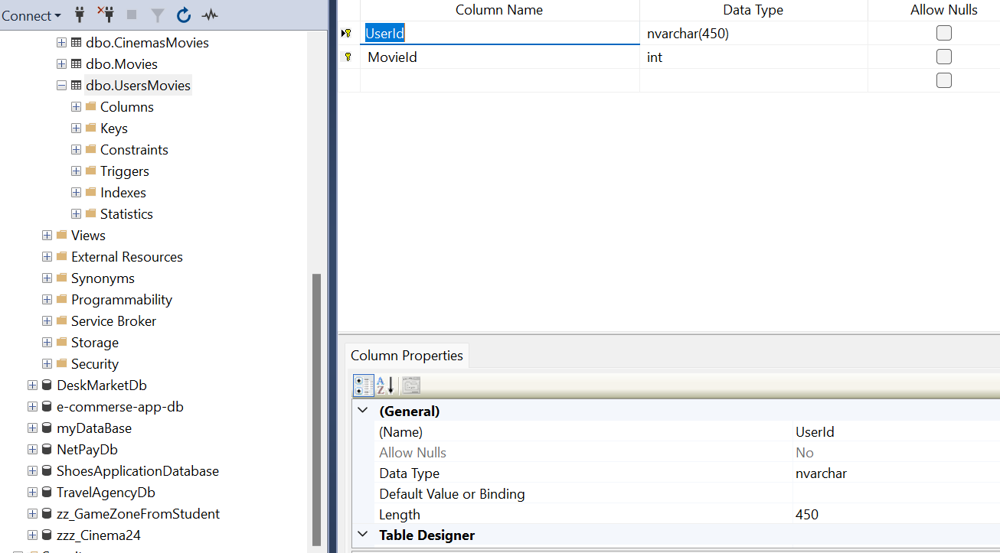 Connect
dbo.CinemasMovies
dbo.Movies
dbo.UsersMovies
Columns
Keys
Constraints
Triggers
Indexes
Statistics
Views
External Resources
Synonyms
Programmability
Service Broker
Storage
Security
DeskMarketDb
e-commerse-app-db
myDataBase
NetPayDb
ShoesApplicationDatabase
TravelAgencyDb
zz_GameZoneFromStudent
zzz_Cinema24
Column Name Data Type Allow Nulls
UserId nvarchar(450)
MovieId int
Column Properties
(General)
(Name) UserId
Allow Nulls No
Data Type nvarchar
Default Value or Binding
Length 450
Table Designer